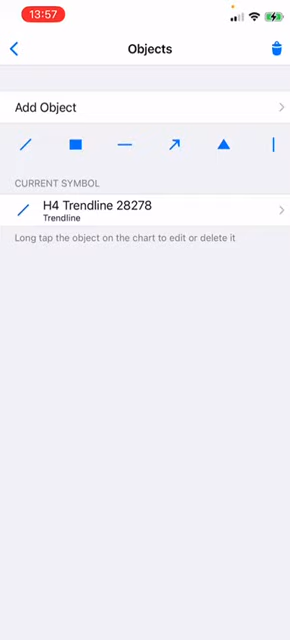 13:57
Objects
Add Object
CURRENT SYMBOL
H4 Trendline 28278
Trendline
Long tap the object on the chart to edit or delete it